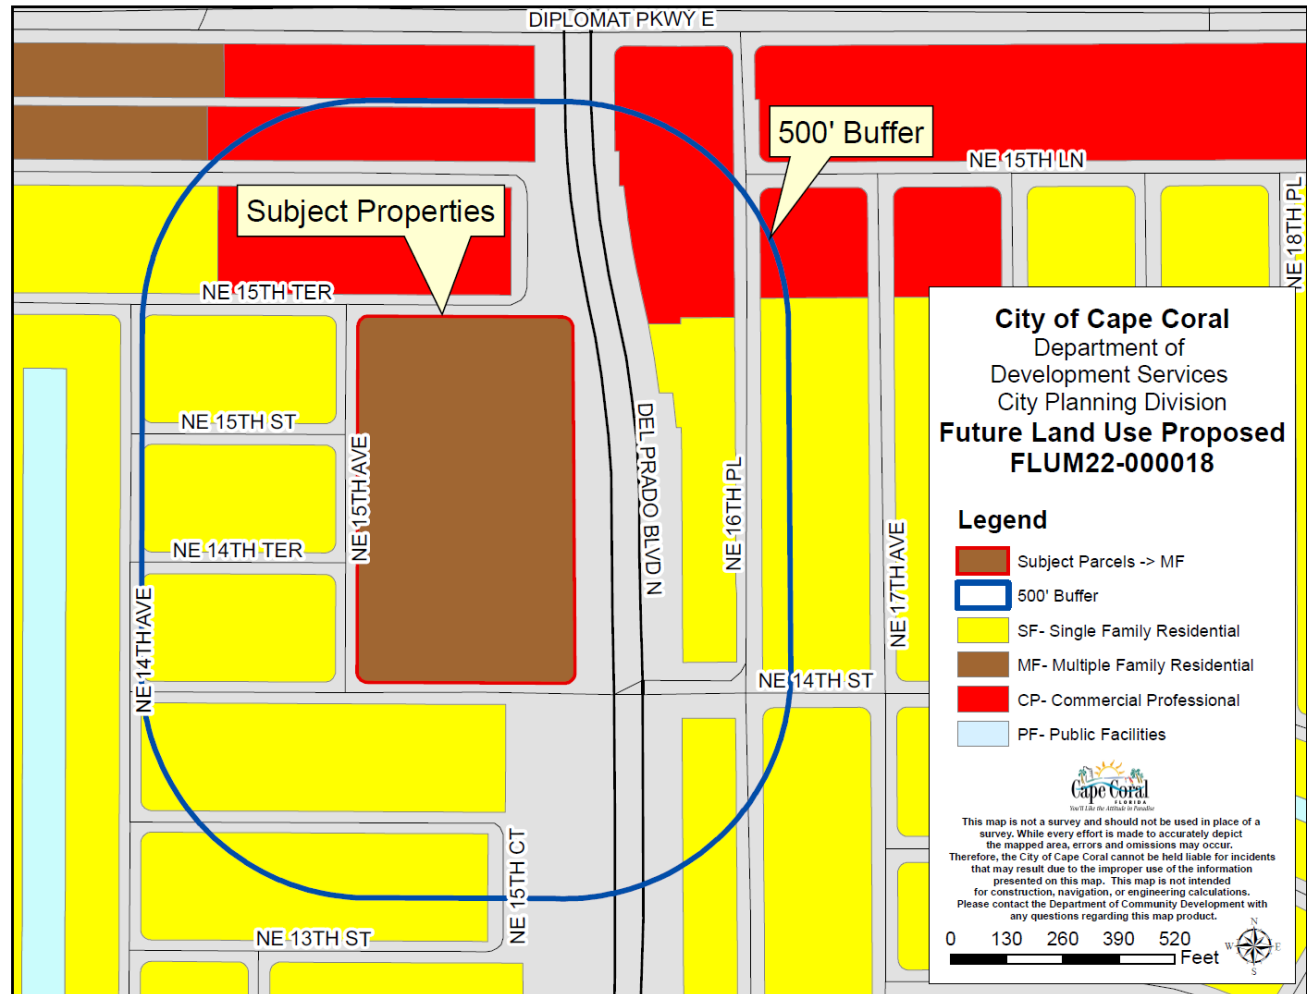 DIPLOMAT PKWY E
500' Buffer
NE 15TH LN
NE 18TH PL
Subject Properties
NE 15TH TER
NE 15TH ST
NE 15TH AVE
NE 14TH TER
NE 14TH AVE
DEL PRADO BLVD N
NE 16TH PL
NE 17TH AVE
NE 14TH ST
NE 15TH CT
NE 13TH ST
City of Cape Coral
Department of
Development Services
City Planning Division
Future Land Use Proposed
FLUM22-000018
Legend
Subject Parcels -> MF
500' Buffer
SF- Single Family Residential
MF- Multiple Family Residential
CP- Commercial Professional
PF- Public Facilities
Cape Coral
FLORIDA
You'll Like the Attitude in Paradise
This map is not a survey and should not be used in place of a
survey. While every effort is made to accurately depict
the mapped area, errors and omissions may occur.
Therefore, the City of Cape Coral cannot be held liable for incidents
that may result due to the improper use of the information
presented on this map. This map is not intended
for construction, navigation, or engineering calculations.
Please contact the Department of Community Development with
any questions regarding this map product.
0 130 260 390 520
Feet
N
W E
S